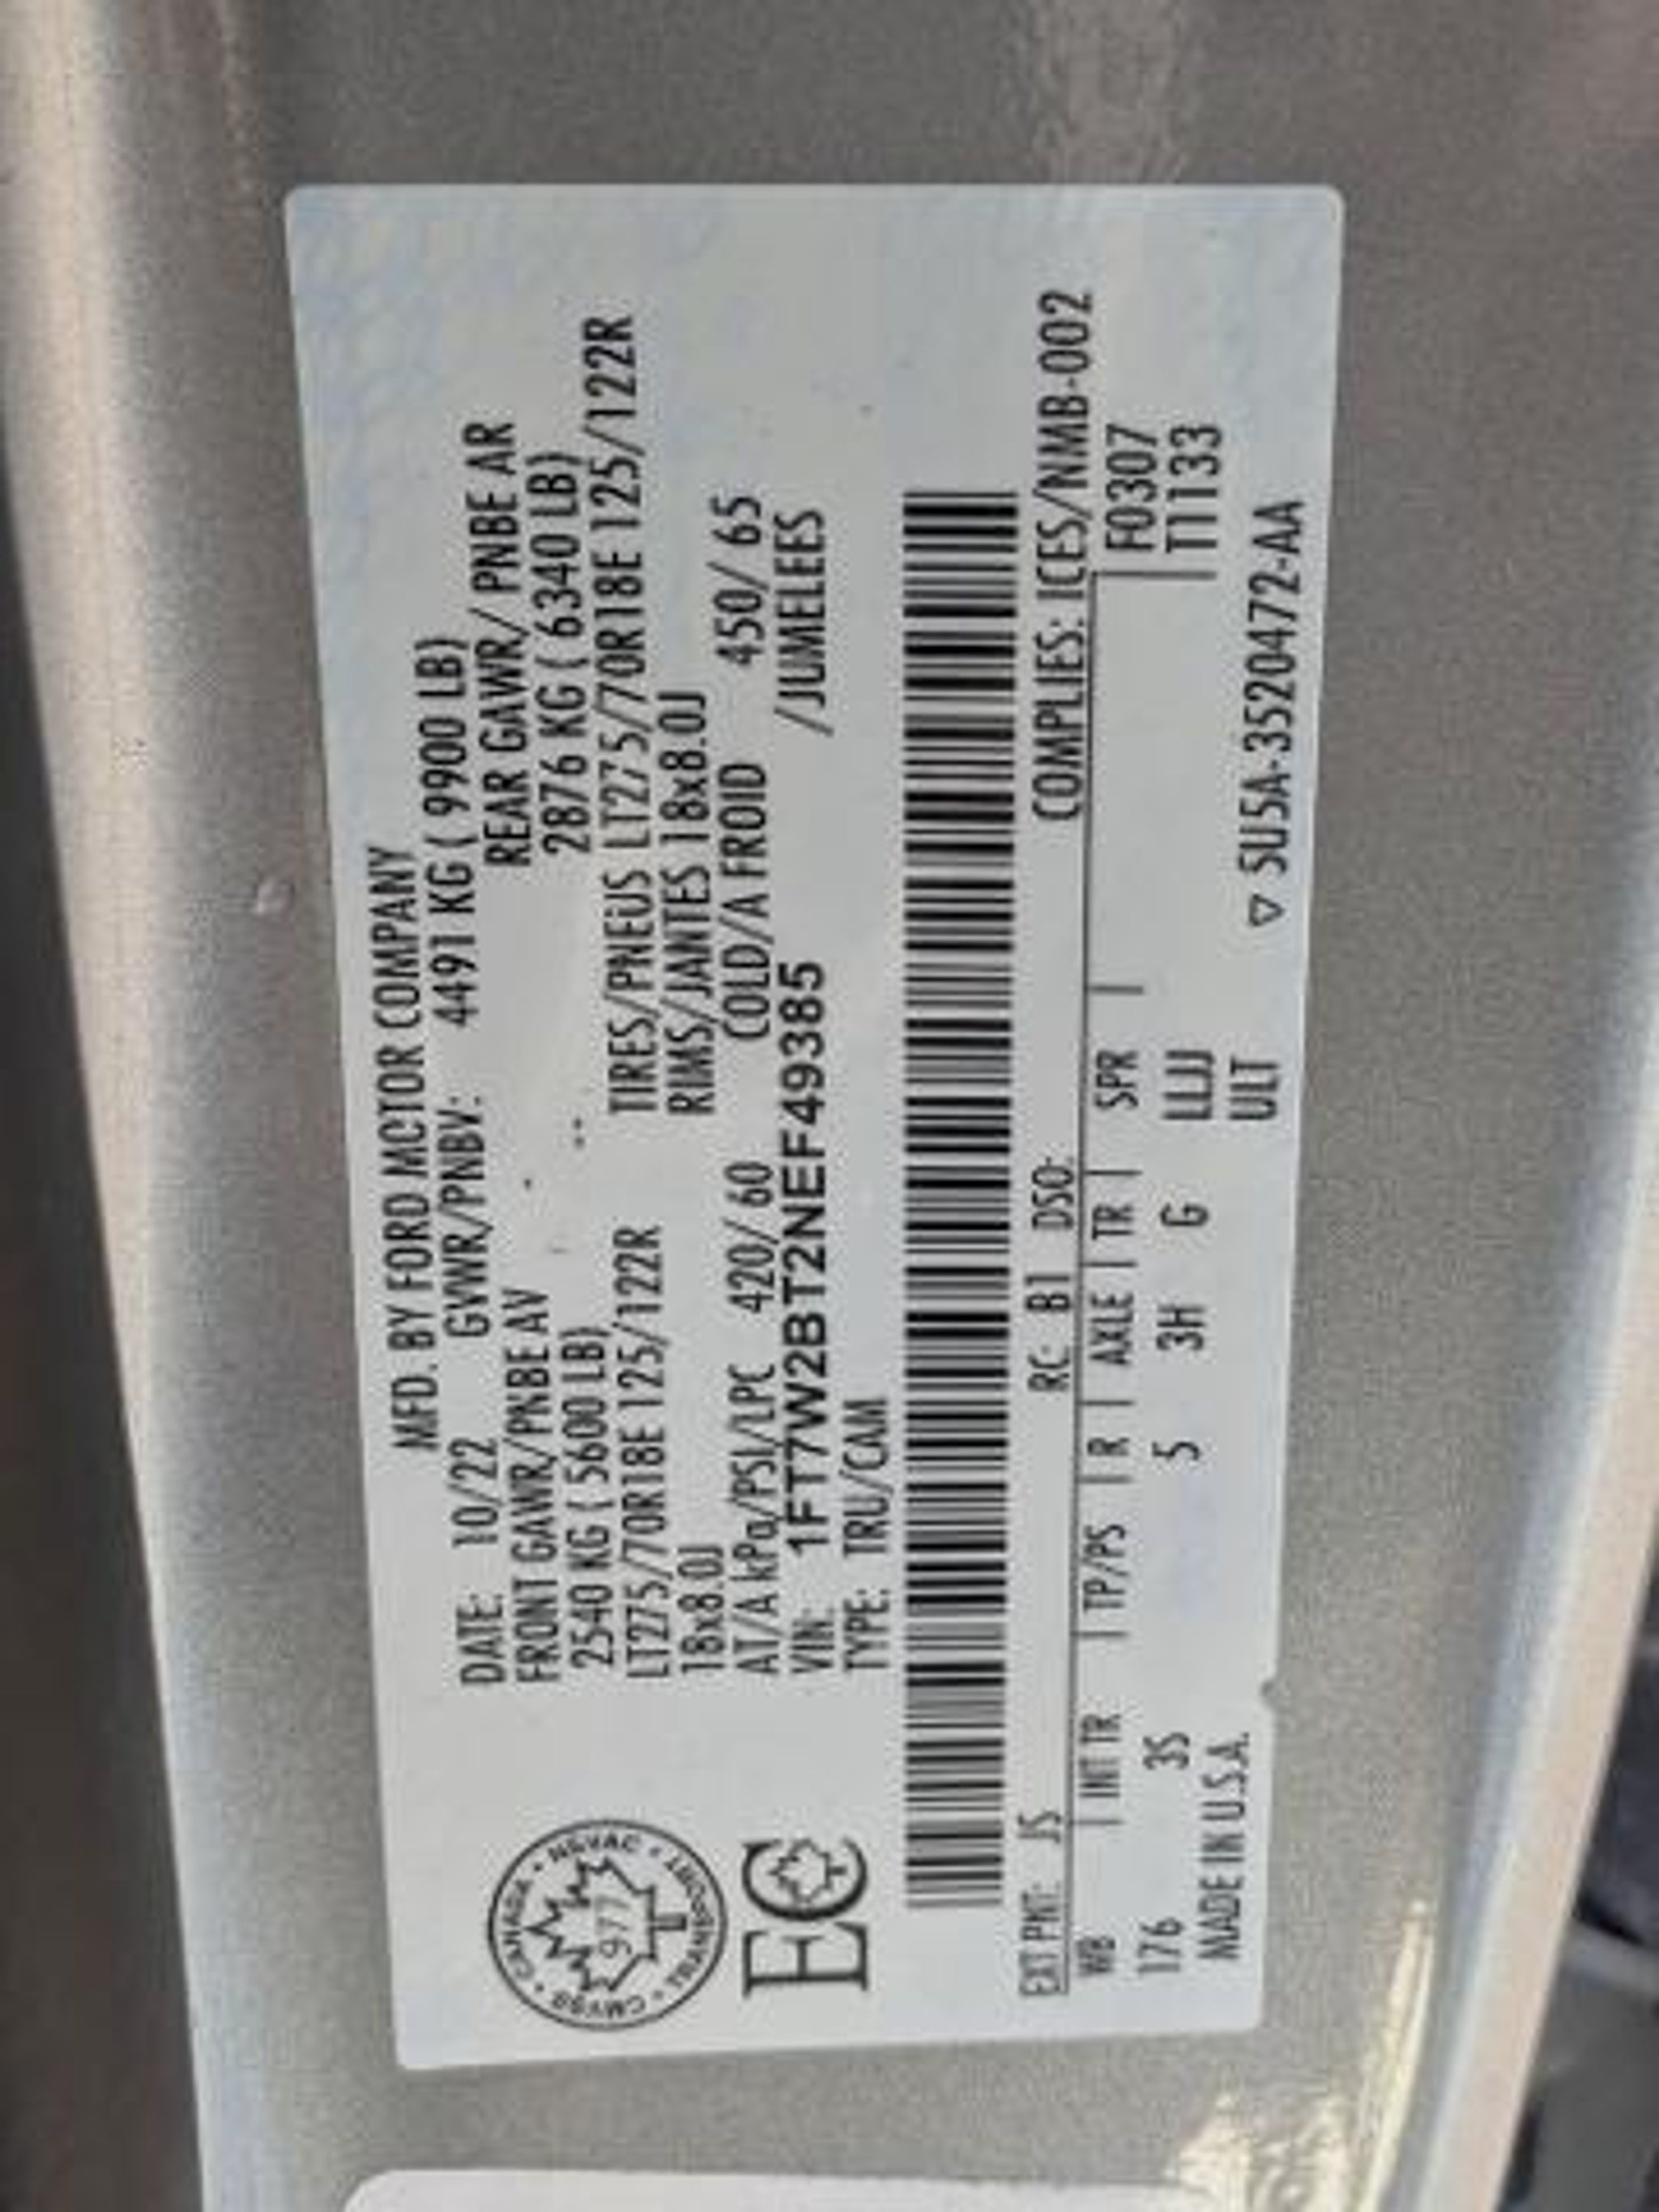 MFD. BY FORD MOTOR COMPANY
DATE: 10/22 GVWR/PNBV: 4491 KG ( 9900 LB)
FRONT GAWR/PNBE AV REAR GAWR/ PNBE AR
2540 KG ( 5600 LB) 2876 KG ( 6340 LB)
LT275/70R18E 125/122R TIRES/PNEUS LT275/70R18E 125/122R
18x8.0J RIMS/JANTES 18x8.0J
AT/A kPa/PSI/LPC 420/ 60 COLD/A FROID 450/ 65
VIN: 1FT7W2BT2NEF49385 /JUMELEES
TYPE: TRU/CAM
CANADA • NSVAC • TRANSPORT • CMVSS •
977
EC
EXT PNT: JS RC: B1 DSO: COMPLIES: ICES/NMB-002
WB | INT TR | TP/PS | R | AXLE | TR | SPR | F0307
176 3S 5 3H G LLJJ T1133
MADE IN U.S.A. ULT ▽ SU5A-3520472-AA